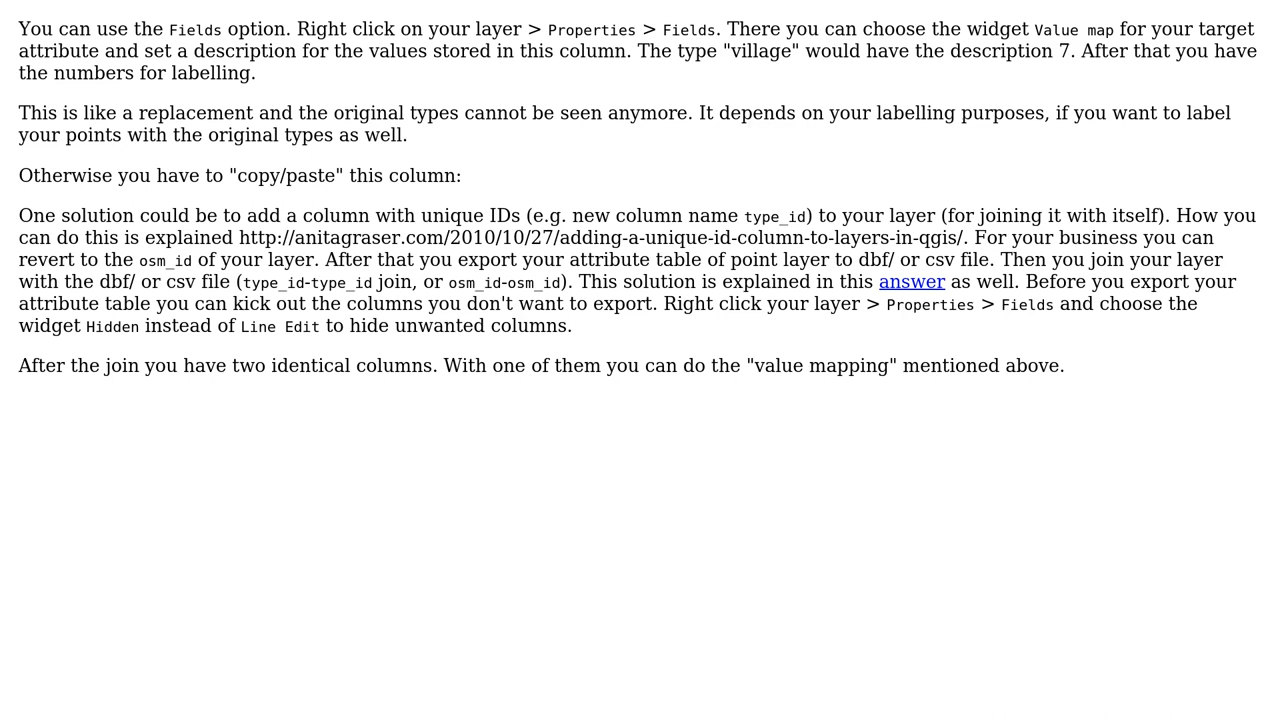 You can use the Fields option. Right click on your layer > Properties > Fields. There you can choose the widget Value map for your target
attribute and set a description for the values stored in this column. The type "village" would have the description 7. After that you have
the numbers for labelling.
This is like a replacement and the original types cannot be seen anymore. It depends on your labelling purposes, if you want to label
your points with the original types as well.
Otherwise you have to "copy/paste" this column:
One solution could be to add a column with unique IDs (e.g. new column name type_id) to your layer (for joining it with itself). How you
can do this is explained http://anitagraser.com/2010/10/27/adding-a-unique-id-column-to-layers-in-qgis/. For your business you can
revert to the osm_id of your layer. After that you export your attribute table of point layer to dbf/ or csv file. Then you join your layer
with the dbf/ or csv file (type_id-type_id join, or osm_id-osm_id). This solution is explained in this answer as well. Before you export your
attribute table you can kick out the columns you don't want to export. Right click your layer > Properties > Fields and choose the
widget Hidden instead of Line Edit to hide unwanted columns.
After the join you have two identical columns. With one of them you can do the "value mapping" mentioned above.